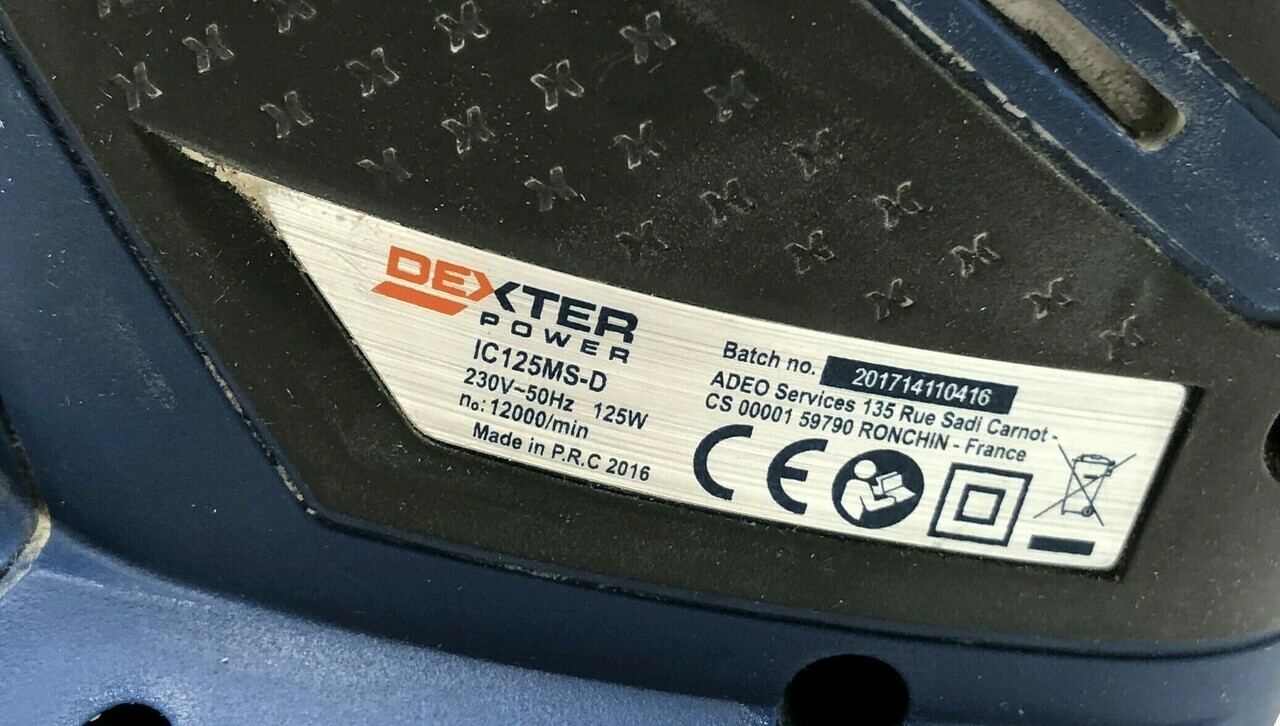 DEXTER
POWER
IC125MS-D
230V~50Hz 125W
n₀: 12000/min
Made in P.R.C 2016
Batch no. 201714110416
ADEO Services 135 Rue Sadi Carnot -
CS 00001 59790 RONCHIN - France
CE